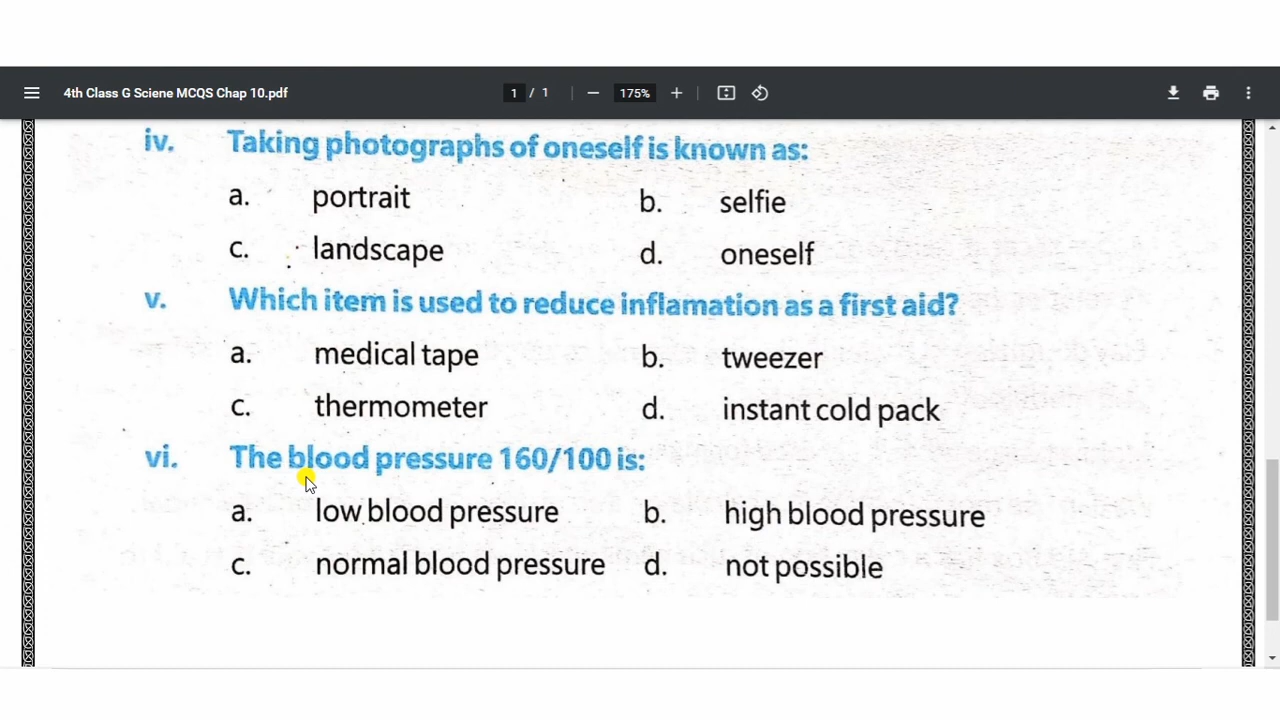 4th Class G Sciene MCQS Chap 10.pdf 1 / 1 175%
iv. Taking photographs of oneself is known as:
a. portrait b. selfie
c. landscape d. oneself
v. Which item is used to reduce inflamation as a first aid?
a. medical tape b. tweezer
c. thermometer d. instant cold pack
vi. The blood pressure 160/100 is:
a. low blood pressure b. high blood pressure
c. normal blood pressure d. not possible